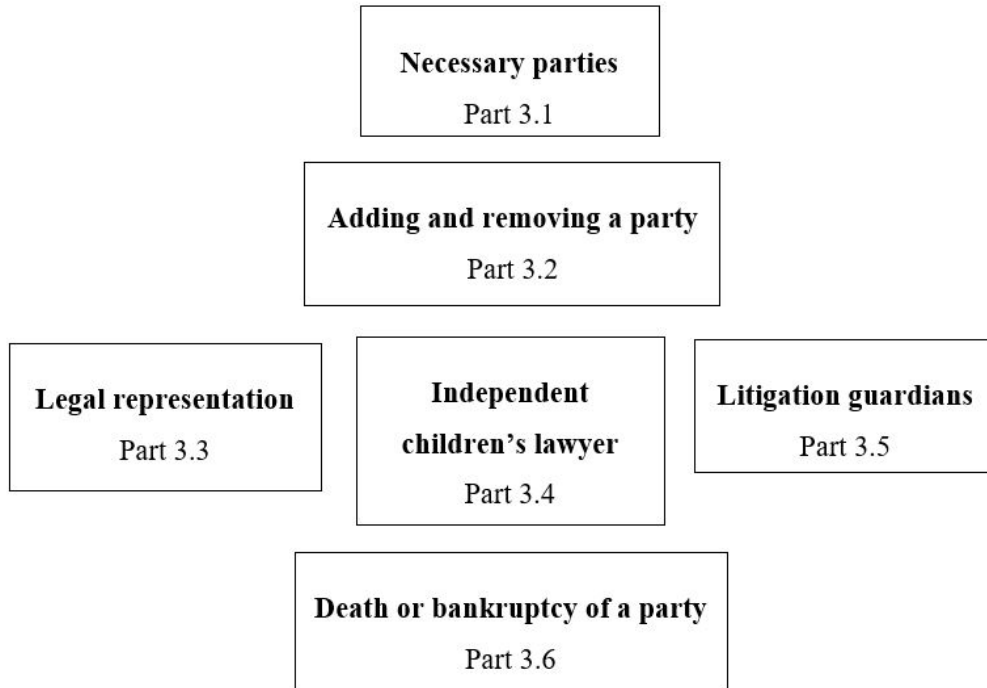 Necessary parties
Part 3.1
Adding and removing a party
Part 3.2
Legal representation
Part 3.3
Independent
children’s lawyer
Part 3.4
Litigation guardians
Part 3.5
Death or bankruptcy of a party
Part 3.6